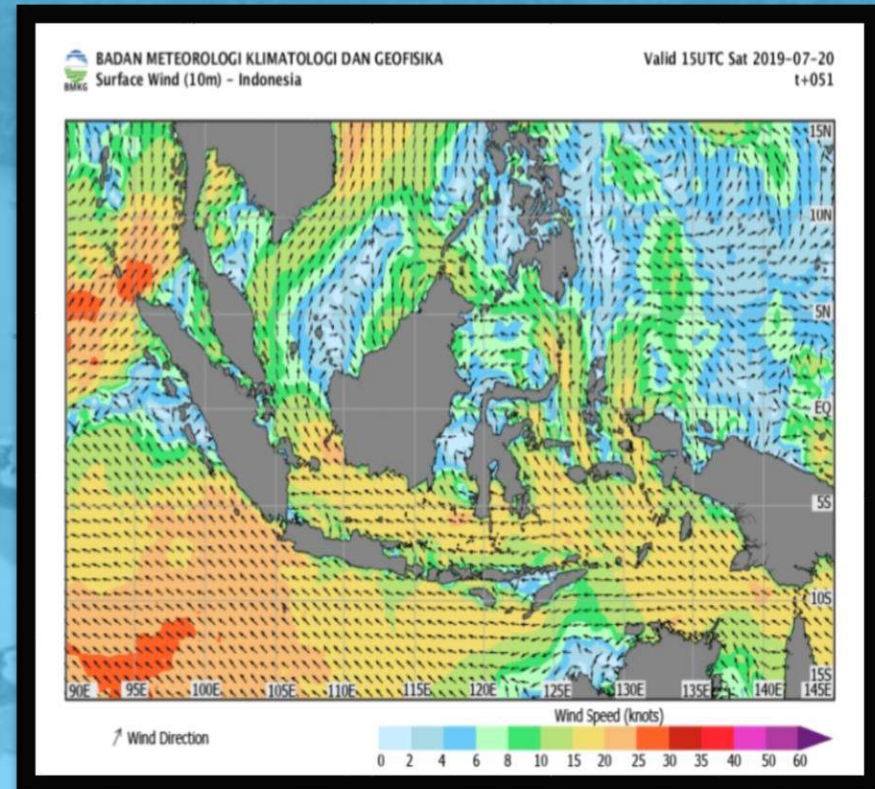 BMKG
BADAN METEOROLOGI KLIMATOLOGI DAN GEOFISIKA
Surface Wind (10m) - Indonesia
Valid 15UTC Sat 2019-07-20
t+051
15N
10N
5N
EQ
5S
10S
15S
90E 95E 100E 105E 110E 115E 120E 125E 130E 135E 140E 145E
Wind Direction
Wind Speed (knots)
0 2 4 6 8 10 15 20 25 30 35 40 50 60